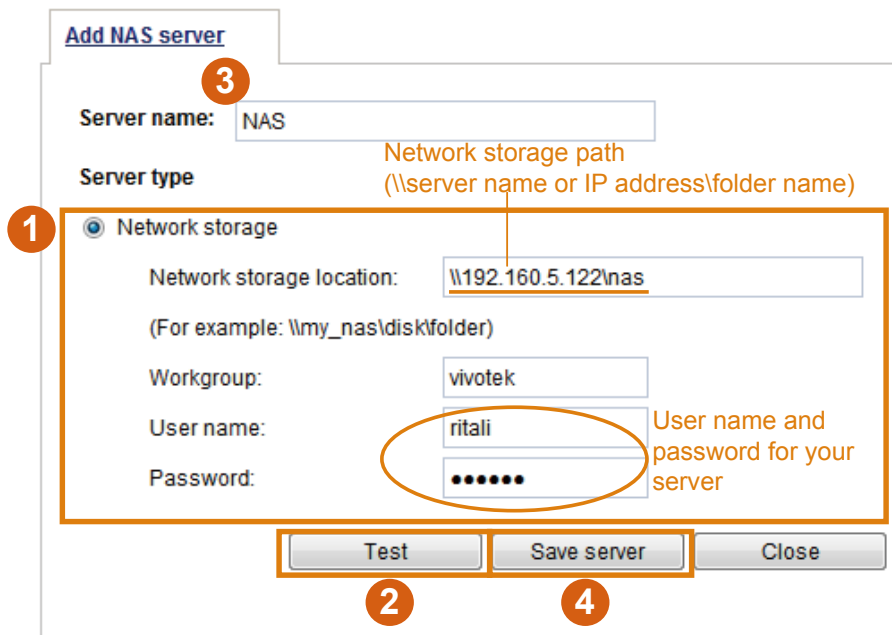 Add NAS server
3
Server name: NAS
Network storage path
(\\server name or IP address\folder name)
Server type
1
Network storage
Network storage location: \\192.160.5.122\nas
(For example: \\my_nas\disk\folder)
Workgroup: vivotek
User name: ritali
Password: ●●●●●●
User name and
password for your
server
Test Save server Close
2 4